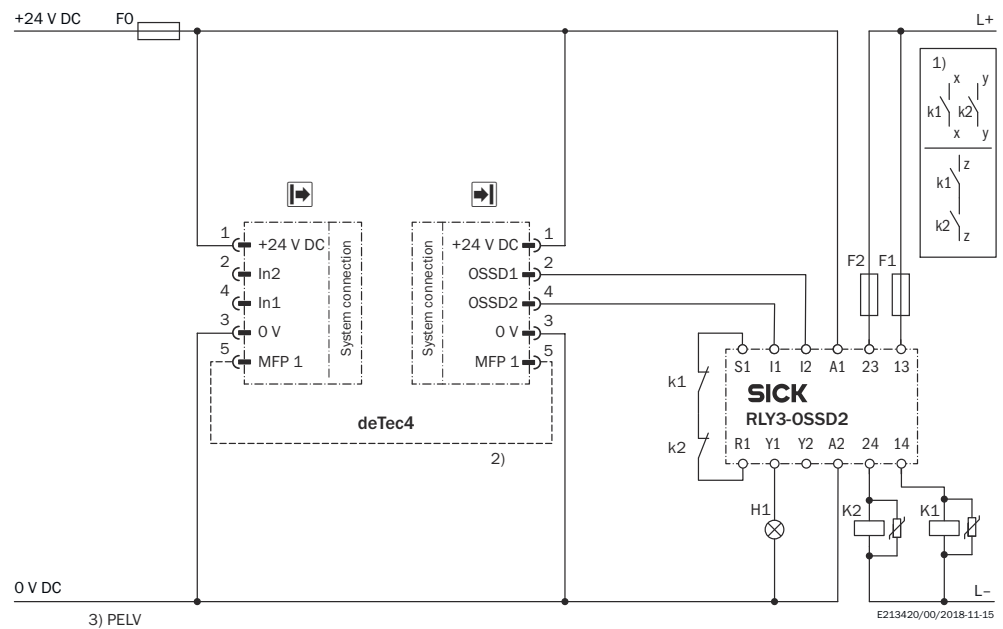 +24 V DC
F0
L+
1)
x y
k1 k2
x y
z
k1
k2
z
1 +24 V DC
2 In2
4 In1
3 0 V
5 MFP 1
System connection
System connection
+24 V DC 1
OSSD1 2
OSSD2 4
0 V 3
MFP 1 5
deTec4
2)
F2 F1
k1
k2
S1 I1 I2 A1 23 13
SICK
RLY3-OSSD2
R1 Y1 Y2 A2 24 14
H1
K2
K1
0 V DC
L–
3) PELV
E213420/00/2018-11-15